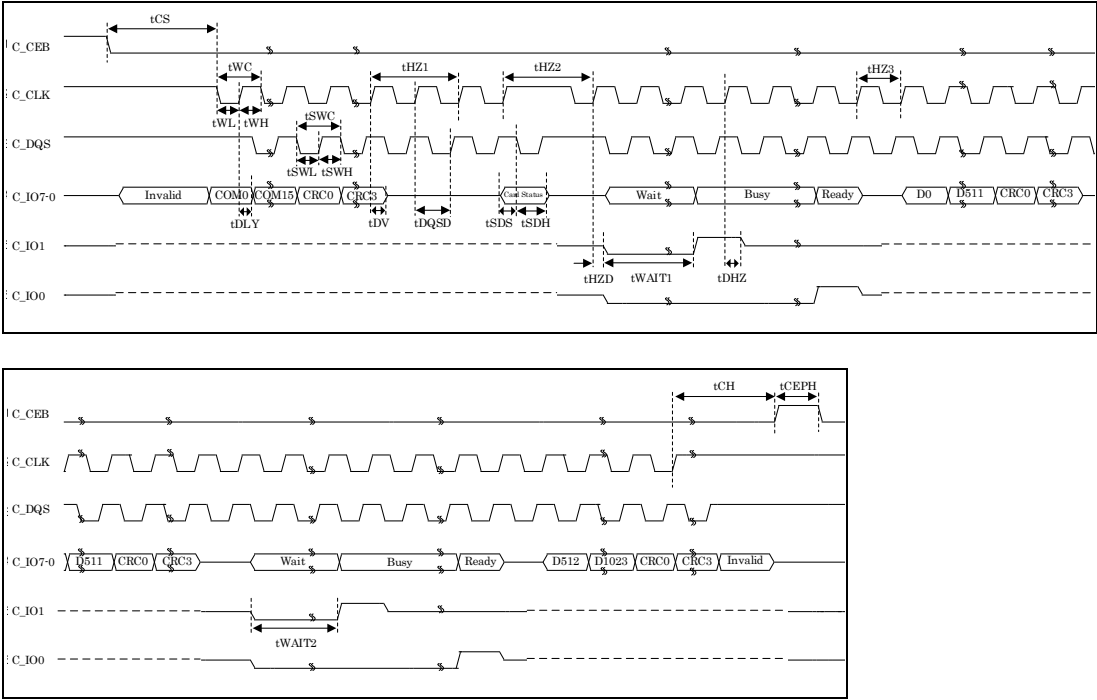 tCS
C_CEB
tWC tHZ1 tHZ2 tHZ3
C_CLK
tWL tWH tSWC
C_DQS
tSWL tSWH
C_IO7-0 Invalid COM0 COM15 CRC0 CRC3 Card Status Wait Busy Ready D0 D511 CRC0 CRC3
tDLY tDV tDQSD tSDS tSDH
C_IO1
tHZD tWAIT1 tDHZ
C_IO0
tCH tCEPH
C_CEB
C_CLK
C_DQS
C_IO7-0 D511 CRC0 CRC3 Wait Busy Ready D512 D1023 CRC0 CRC3 Invalid
C_IO1
tWAIT2
C_IO0